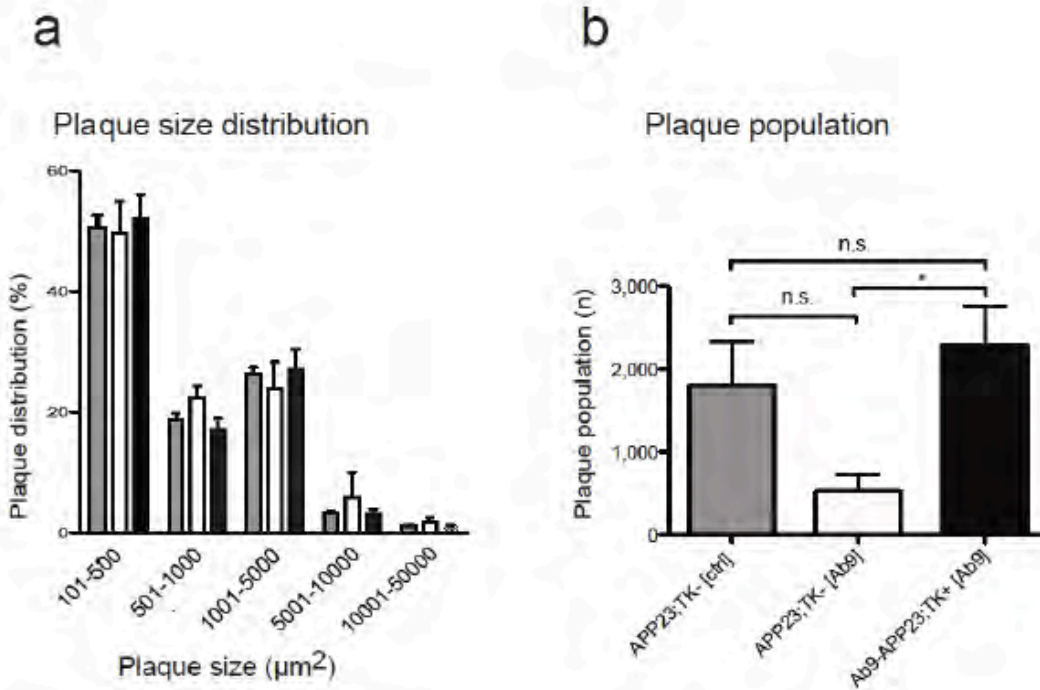 a
Plaque size distribution
60
40
20
0
Plaque distribution (%)
101-500
501-1000
1001-5000
5001-10000
10001-50000
Plaque size (µm²)
b
Plaque population
n.s.
n.s.
*
3,000
2,000
1,000
0
Plaque population (n)
APP23;TK- [ctrl]
APP23;TK- [Ab9]
Ab9-APP23;TK+ [Ab9]